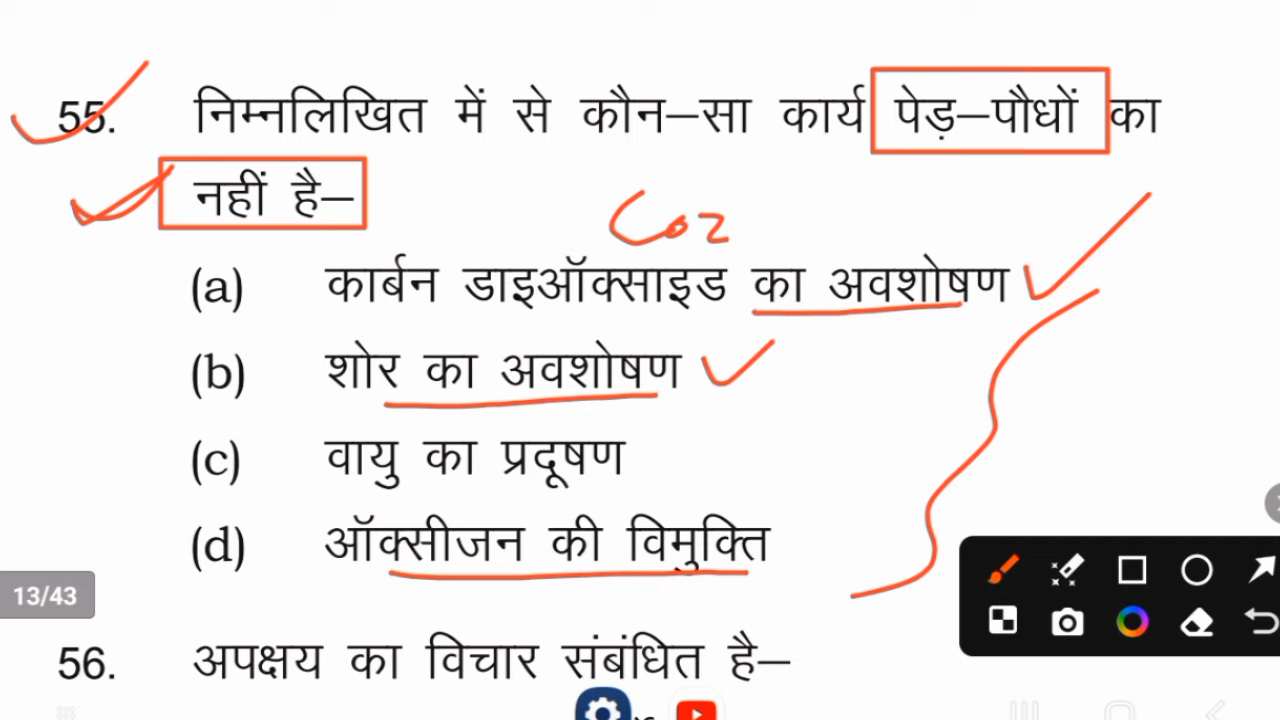 55. निम्नलिखित में से कौन–सा कार्य पेड़–पौधों का
नहीं है–
Co2
(a) कार्बन डाइऑक्साइड का अवशोषण
(b) शोर का अवशोषण
(c) वायु का प्रदूषण
(d) ऑक्सीजन की विमुक्ति
13/43
56. अपक्षय का विचार संबंधित है–